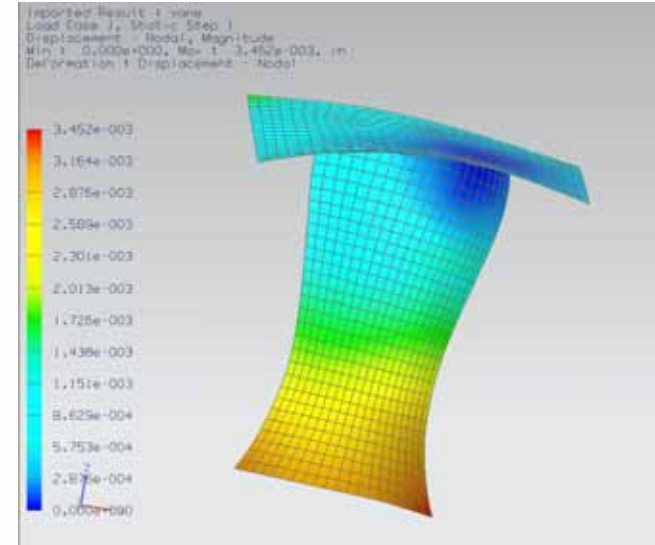 Imported Result : vane
Load Case 1, Static Step 1
Displacement - Nodal, Magnitude
Min : 0.000e+000, Max : 3.452e-003, in
Deformation : Displacement - Nodal
3.452e-003
3.164e-003
2.876e-003
2.589e-003
2.301e-003
2.013e-003
1.726e-003
1.438e-003
1.151e-003
8.629e-004
5.753e-004
2.876e-004
0.000e+000